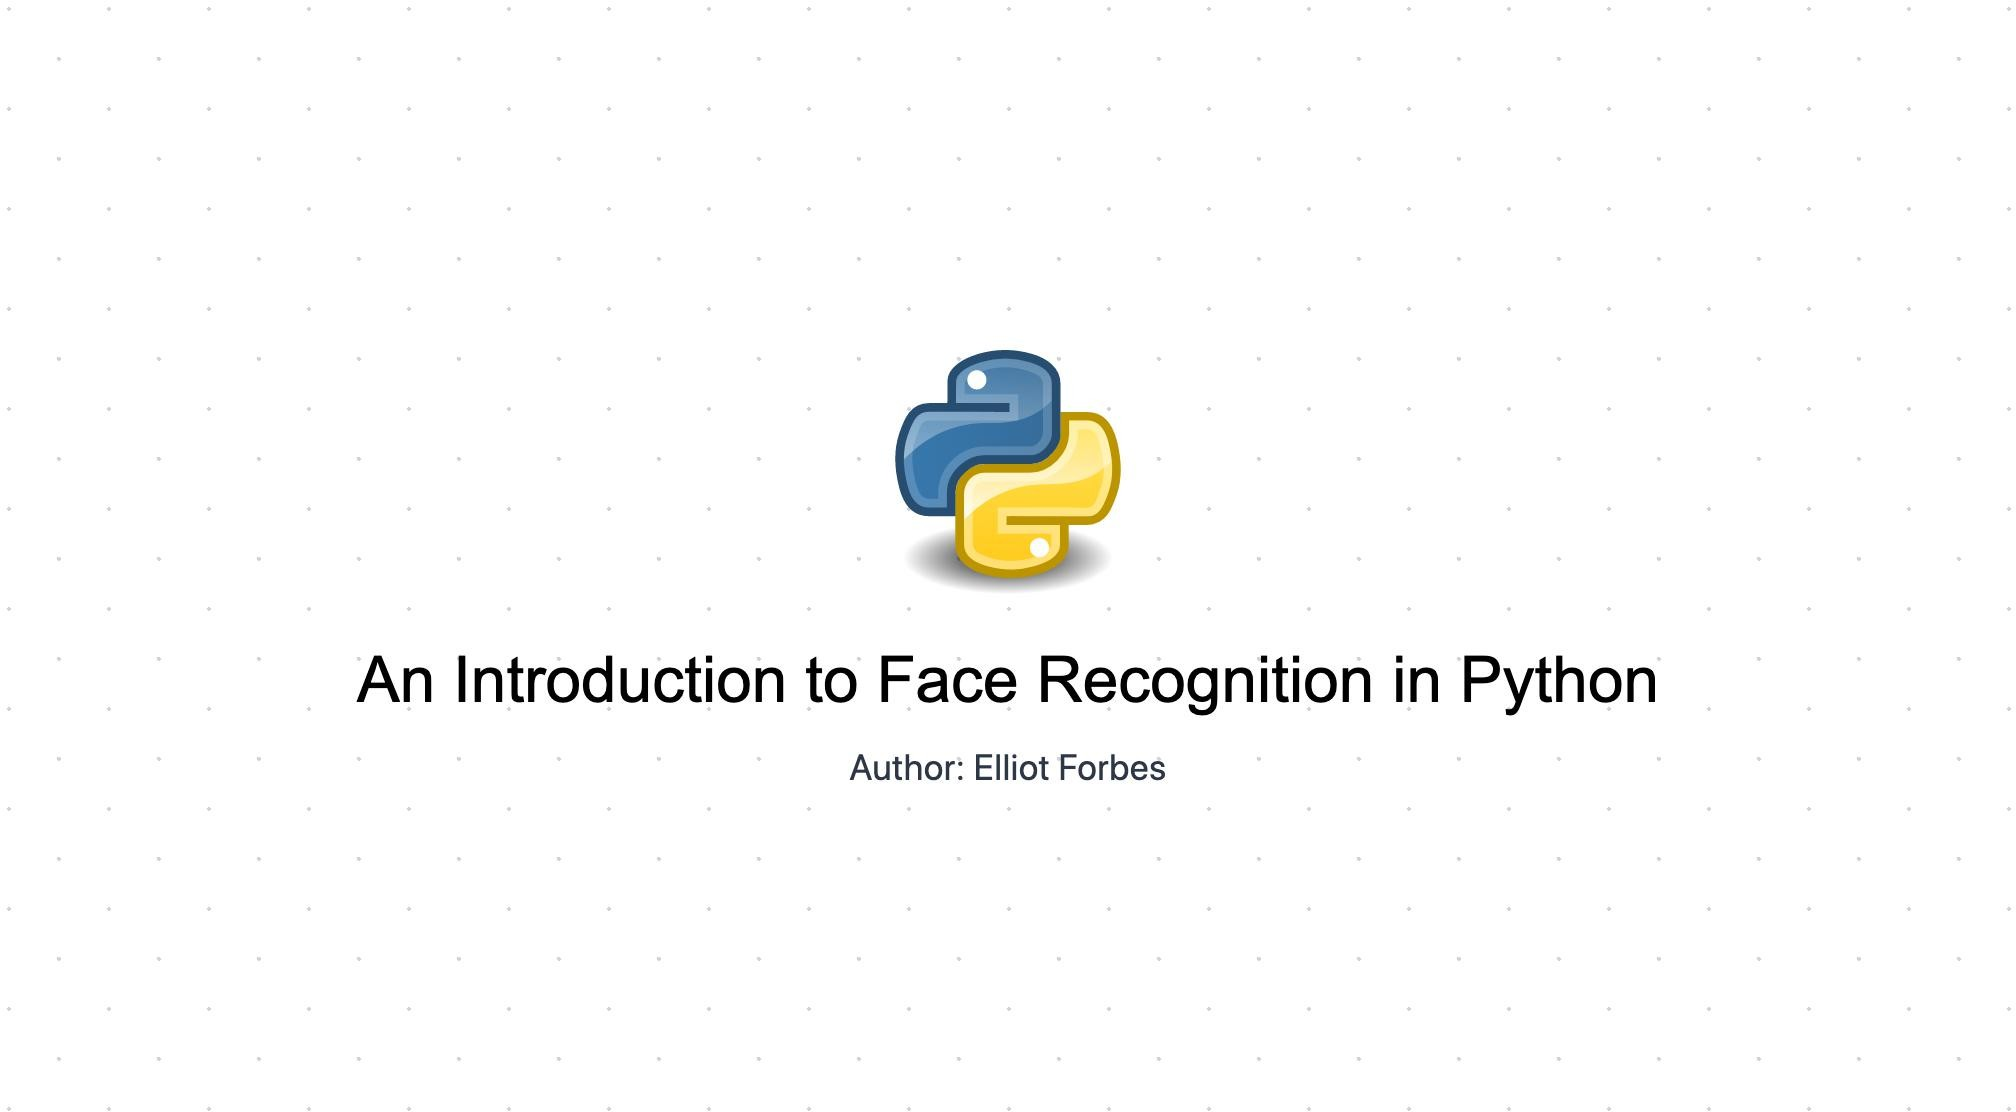 An Introduction to Face Recognition in Python
Author: Elliot Forbes